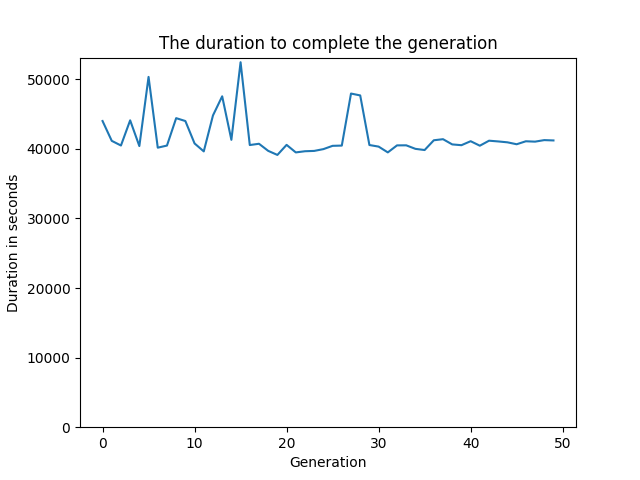 The duration to complete the generation
50000
40000
30000
20000
10000
0
Duration in seconds
0 10 20 30 40 50
Generation